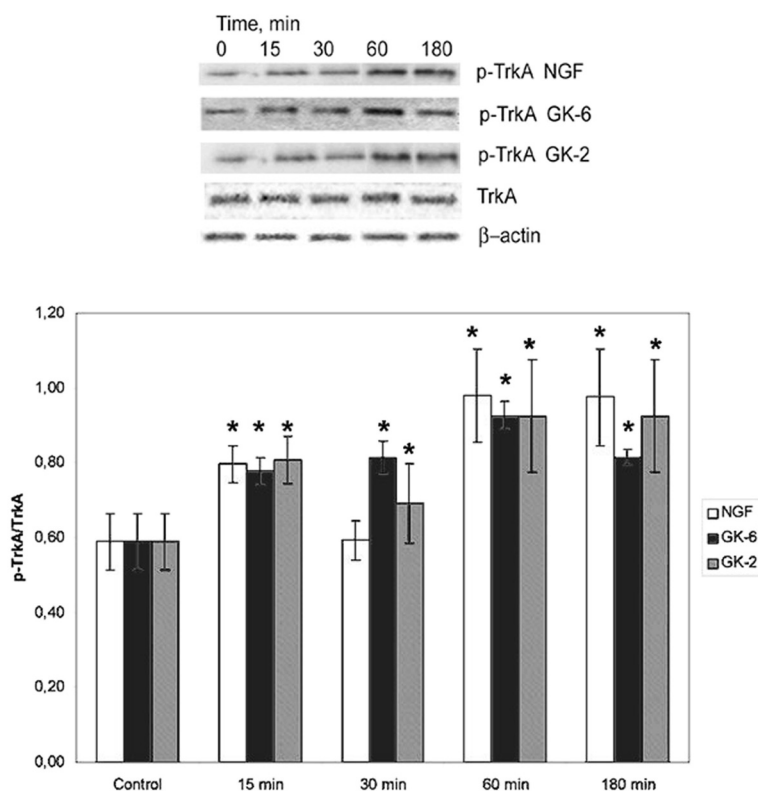 Time, min
0 15 30 60 180
p-TrkA NGF
p-TrkA GK-6
p-TrkA GK-2
TrkA
β–actin
1,20
1,00
0,80
0,60
0,40
0,20
0,00
p-TrkA/TrkA
* * *
* *
* * *
* * *
Control 15 min 30 min 60 min 180 min
NGF
GK-6
GK-2